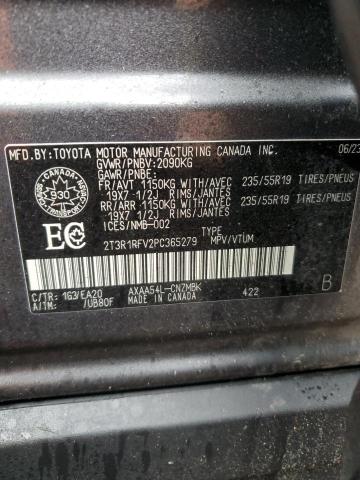 MFD.BY:TOYOTA MOTOR MANUFACTURING CANADA INC. 06/23
GVWR/PNBV:2090KG
GAWR/PNBE:
FR/AVT 1150KG WITH/AVEC 235/55R19 TIRES/PNEUS
19X7 1/2J RIMS/JANTES
RR/ARR 1150KG WITH/AVEC 235/55R19 TIRES/PNEUS
19X7 1/2J RIMS/JANTES
ICES/NMB-002
CANADA
930
EC
TYPE
2T3R1RFV2PC365279 MPV/VTUM
C/TR: 1G3/EA20 AXAA54L-CNZMBK 422 B
A/TM: /UB80F MADE IN CANADA